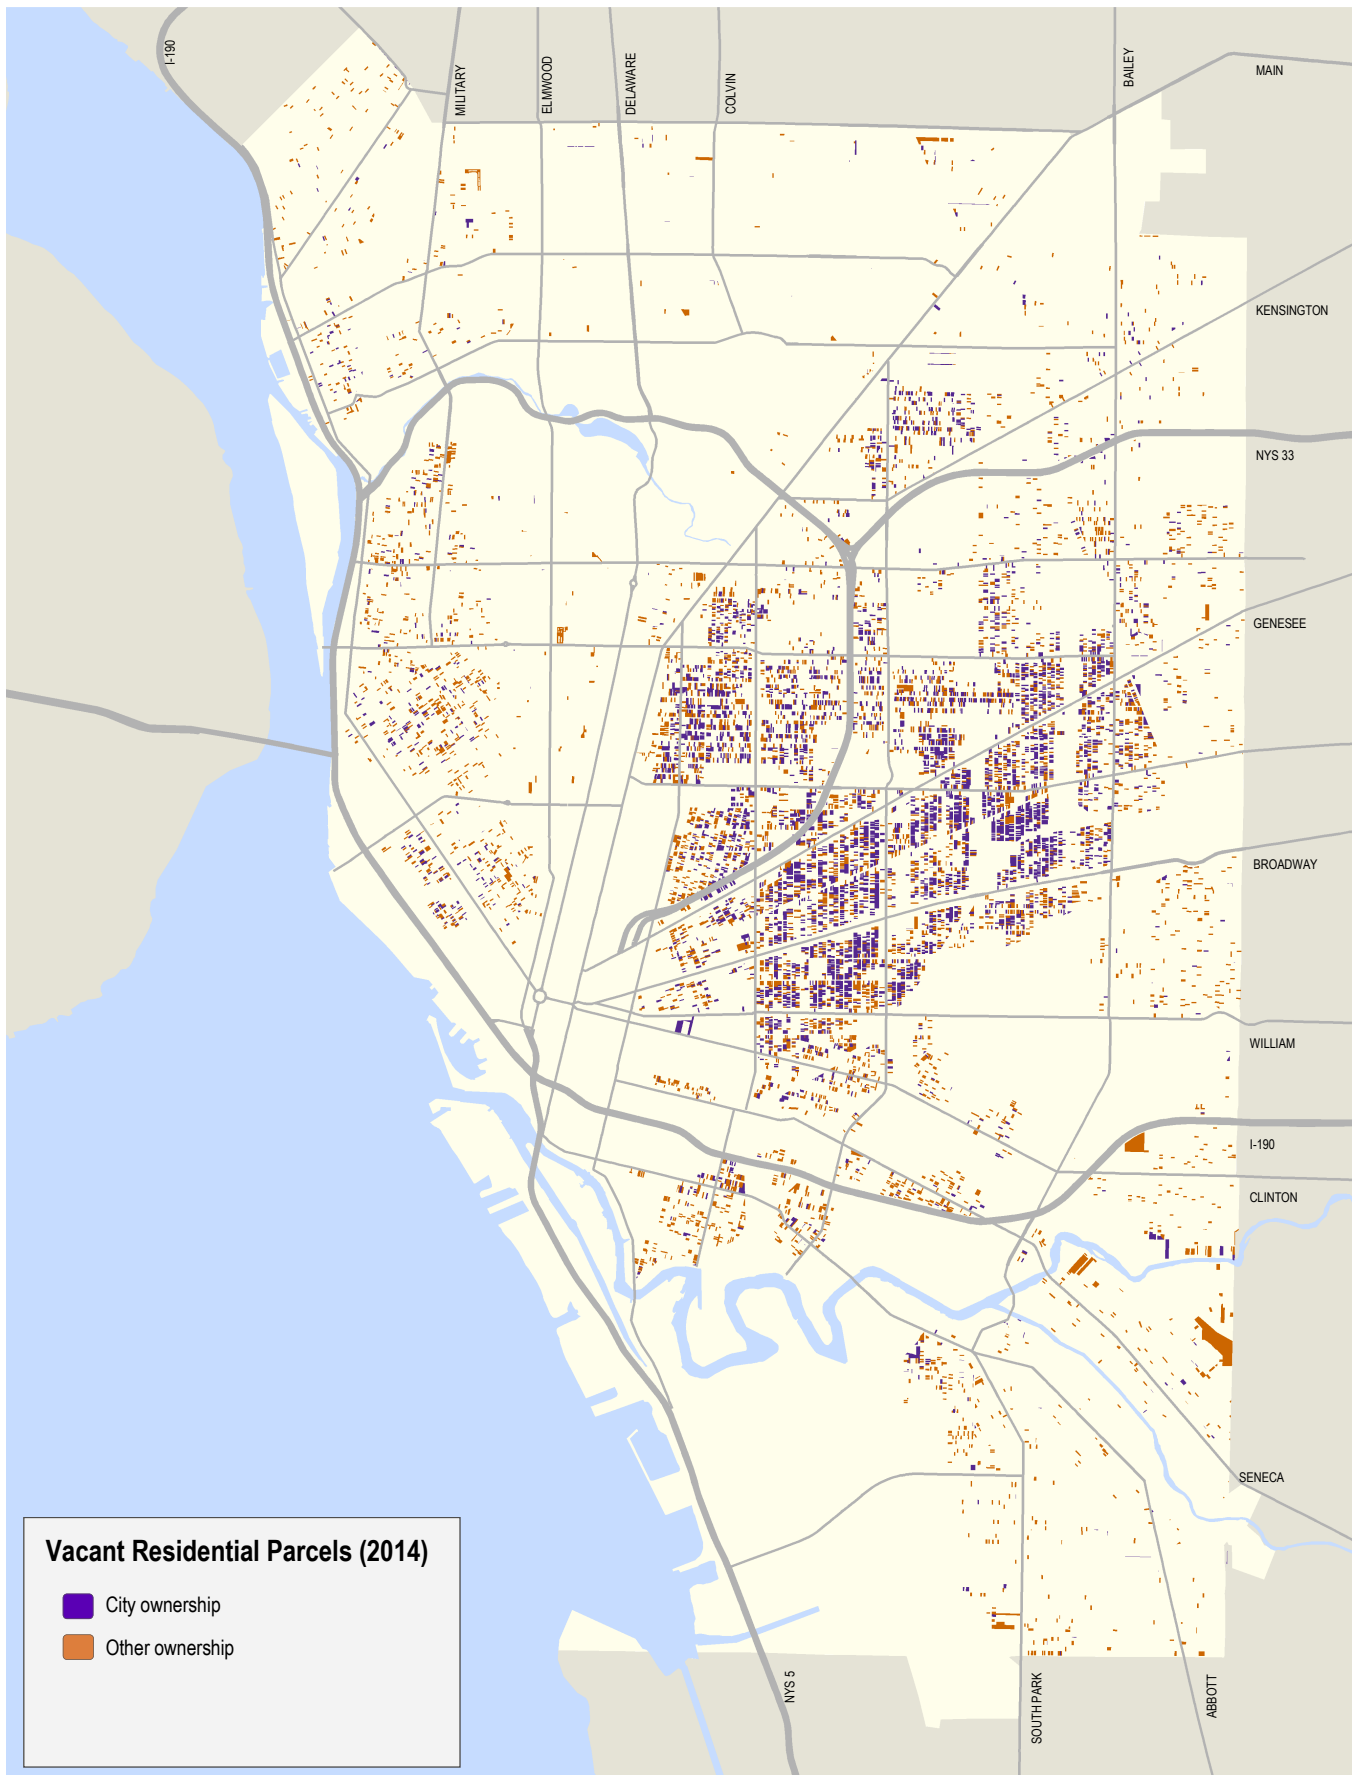 I-190
MILITARY
ELMWOOD
DELAWARE
COLVIN
BAILEY
MAIN
KENSINGTON
NYS 33
GENESEE
BROADWAY
WILLIAM
I-190
CLINTON
SENECA
Vacant Residential Parcels (2014)
City ownership
Other ownership
NYS 5
SOUTH PARK
ABBOTT